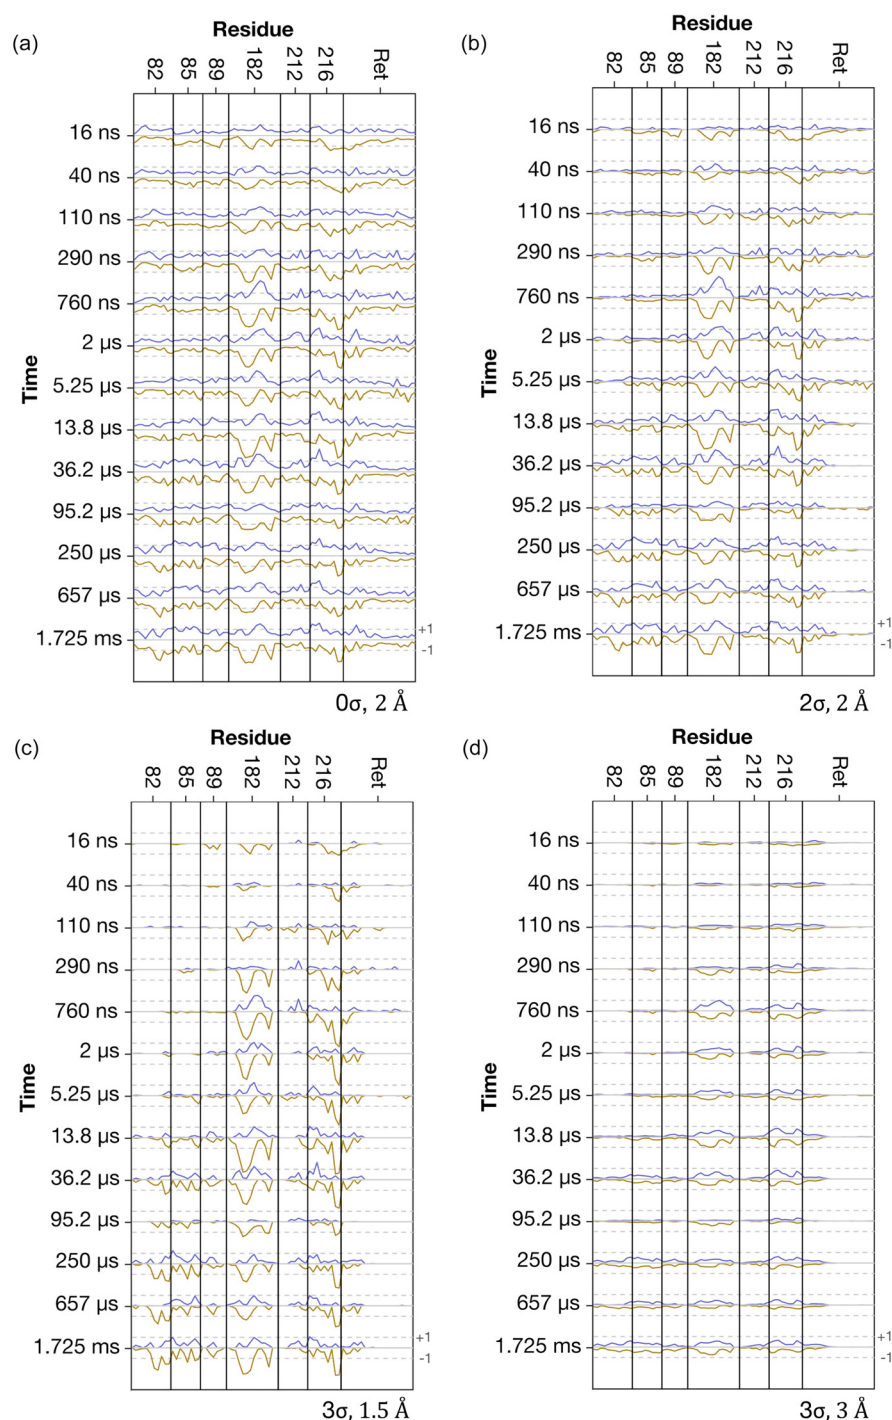 (a)
Residue
82 85 89 182 212 216 Ret
Time
16 ns
40 ns
110 ns
290 ns
760 ns
2 µs
5.25 µs
13.8 µs
36.2 µs
95.2 µs
250 µs
657 µs
1.725 ms
+1
-1
0σ, 2 Å
(b)
Residue
82 85 89 182 212 216 Ret
Time
16 ns
40 ns
110 ns
290 ns
760 ns
2 µs
5.25 µs
13.8 µs
36.2 µs
95.2 µs
250 µs
657 µs
1.725 ms
+1
-1
2σ, 2 Å
(c)
Residue
82 85 89 182 212 216 Ret
Time
16 ns
40 ns
110 ns
290 ns
760 ns
2 µs
5.25 µs
13.8 µs
36.2 µs
95.2 µs
250 µs
657 µs
1.725 ms
+1
-1
3σ, 1.5 Å
(d)
Residue
82 85 89 182 212 216 Ret
Time
16 ns
40 ns
110 ns
290 ns
760 ns
2 µs
5.25 µs
13.8 µs
36.2 µs
95.2 µs
250 µs
657 µs
1.725 ms
+1
-1
3σ, 3 Å